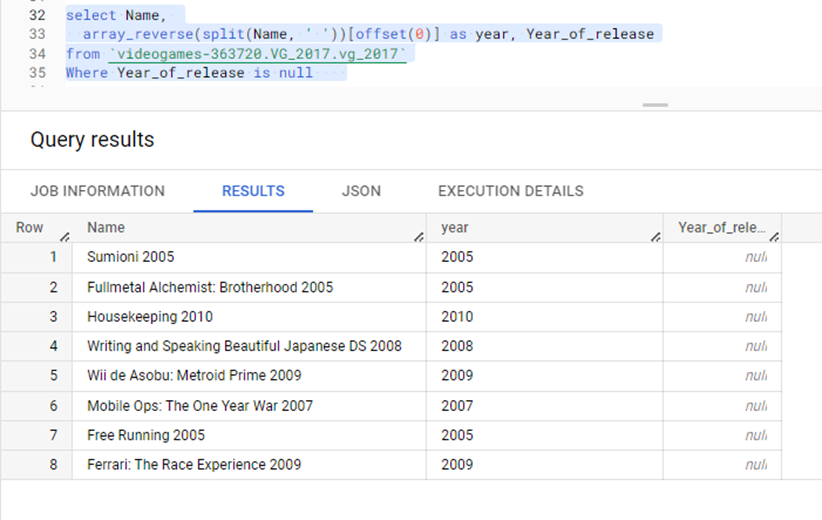 32 select Name,
33 array_reverse(split(Name, ' '))[offset(0)] as year, Year_of_release
34 from `videogames-363720.VG_2017.vg_2017`
35 Where Year_of_release is null
Query results
JOB INFORMATION RESULTS JSON EXECUTION DETAILS
Row Name year Year_of_rele...
1 Sumioni 2005 2005 null
2 Fullmetal Alchemist: Brotherhood 2005 2005 null
3 Housekeeping 2010 2010 null
4 Writing and Speaking Beautiful Japanese DS 2008 2008 null
5 Wii de Asobu: Metroid Prime 2009 2009 null
6 Mobile Ops: The One Year War 2007 2007 null
7 Free Running 2005 2005 null
8 Ferrari: The Race Experience 2009 2009 null